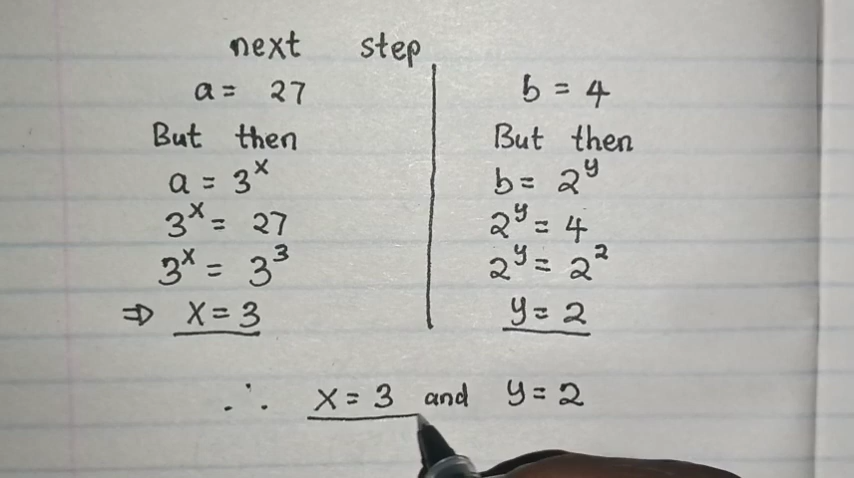 next step
a = 27
But then
a = 3^x
3^x = 27
3^x = 3^3
⇒ x = 3
b = 4
But then
b = 2^y
2^y = 4
2^y = 2^2
y = 2
∴ x = 3 and y = 2